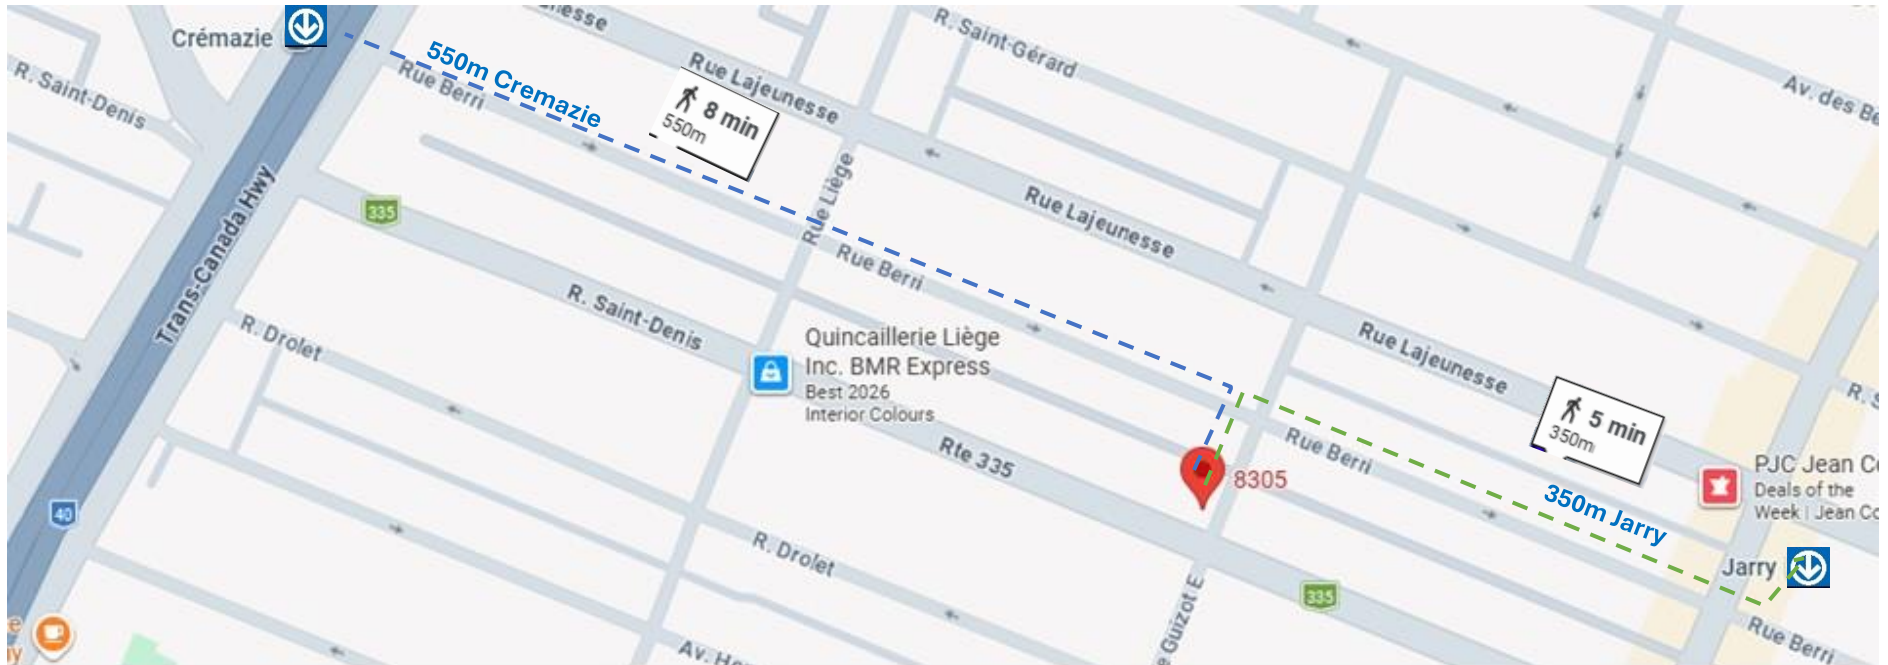 Crémazie
R. Saint-Denis
Rue Berri
550m Cremazie
Rue Lajeunesse
8 min
550m
R. Saint-Gérard
Av. des
Trans-Canada Hwy
335
Rue Liège
Rue Lajeunesse
R. Saint-Denis
Rue Berri
R. Drolet
Quincaillerie Liège
Inc. BMR Express
Best 2026
Interior Colours
Rue Lajeunesse
5 min
350m
Rte 335
8305
Rue Berri
350m Jarry
PJC Jean
Deals of the
Week | Jean
40
R. Drolet
Jarry
335
Guizot E
Rue Berri